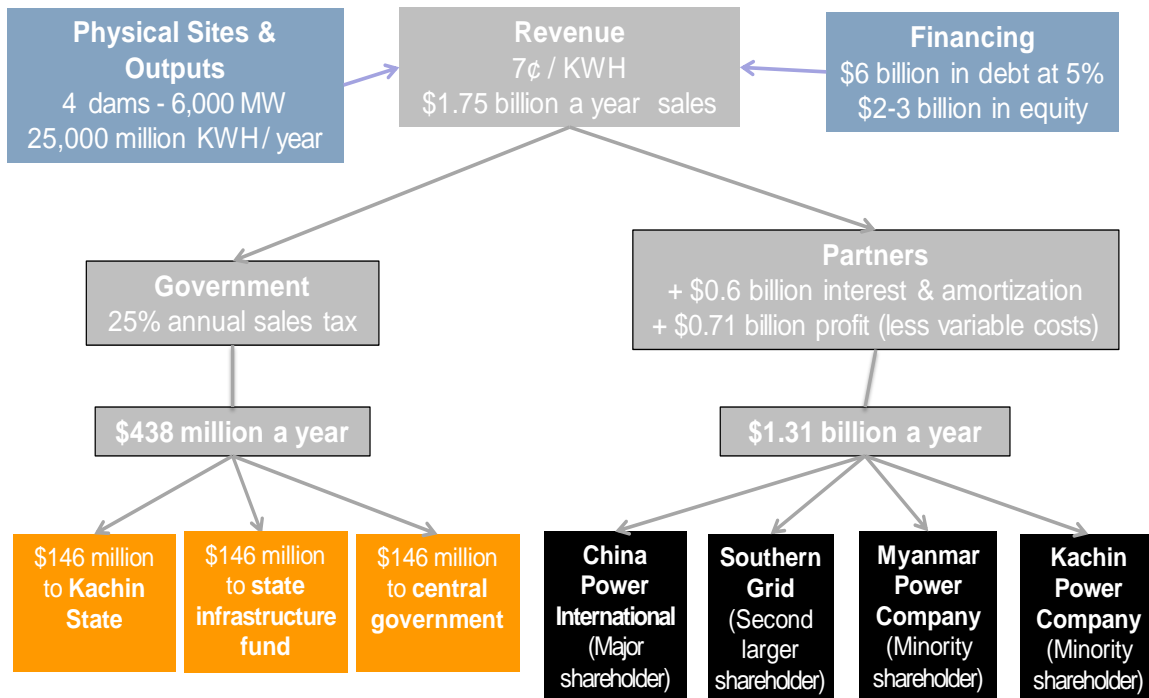 Physical Sites &
Outputs
4 dams - 6,000 MW
25,000 million KWH / year
Revenue
7¢ / KWH
$1.75 billion a year sales
Financing
$6 billion in debt at 5%
$2-3 billion in equity
Government
25% annual sales tax
Partners
+ $0.6 billion interest & amortization
+ $0.71 billion profit (less variable costs)
$438 million a year
$1.31 billion a year
$146 million
to Kachin
State
$146 million
to state
infrastructure
fund
$146 million
to central
government
China
Power
International
(Major
shareholder)
Southern
Grid
(Second
larger
shareholder)
Myanmar
Power
Company
(Minority
shareholder)
Kachin
Power
Company
(Minority
shareholder)